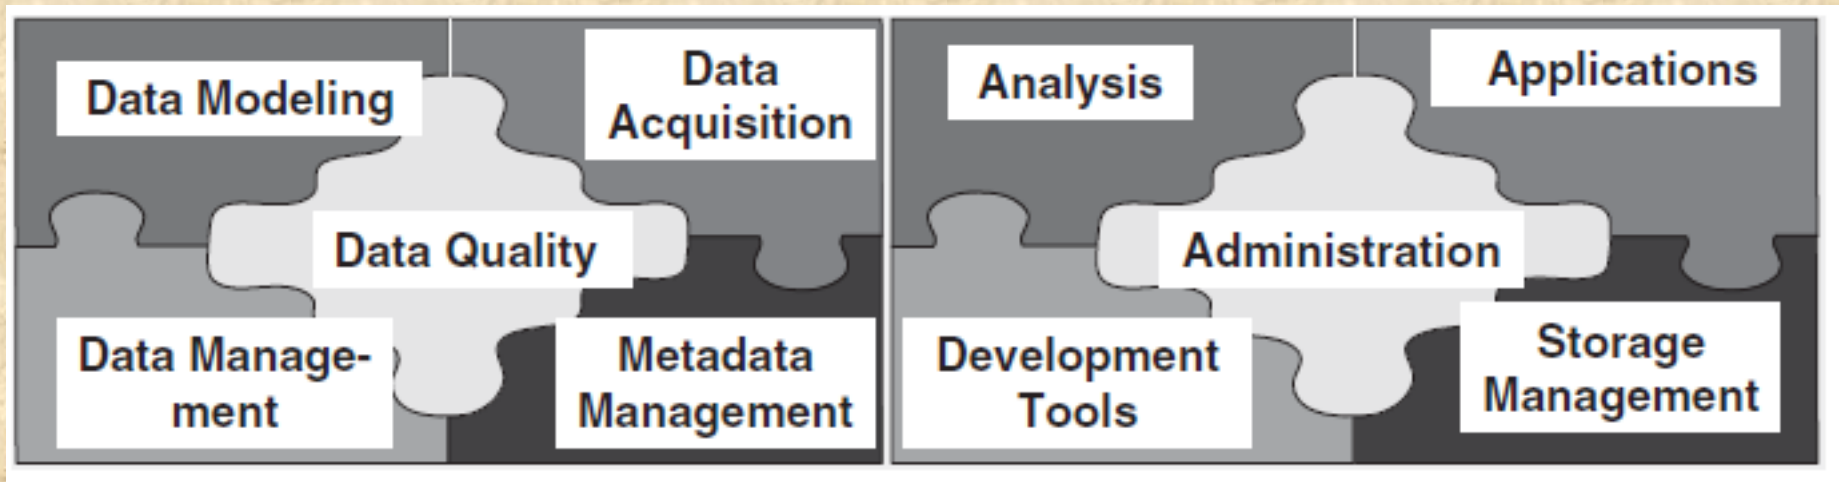 Data Modeling
Data
Acquisition
Data Quality
Data Manage-
ment
Metadata
Management
Analysis
Applications
Administration
Development
Tools
Storage
Management